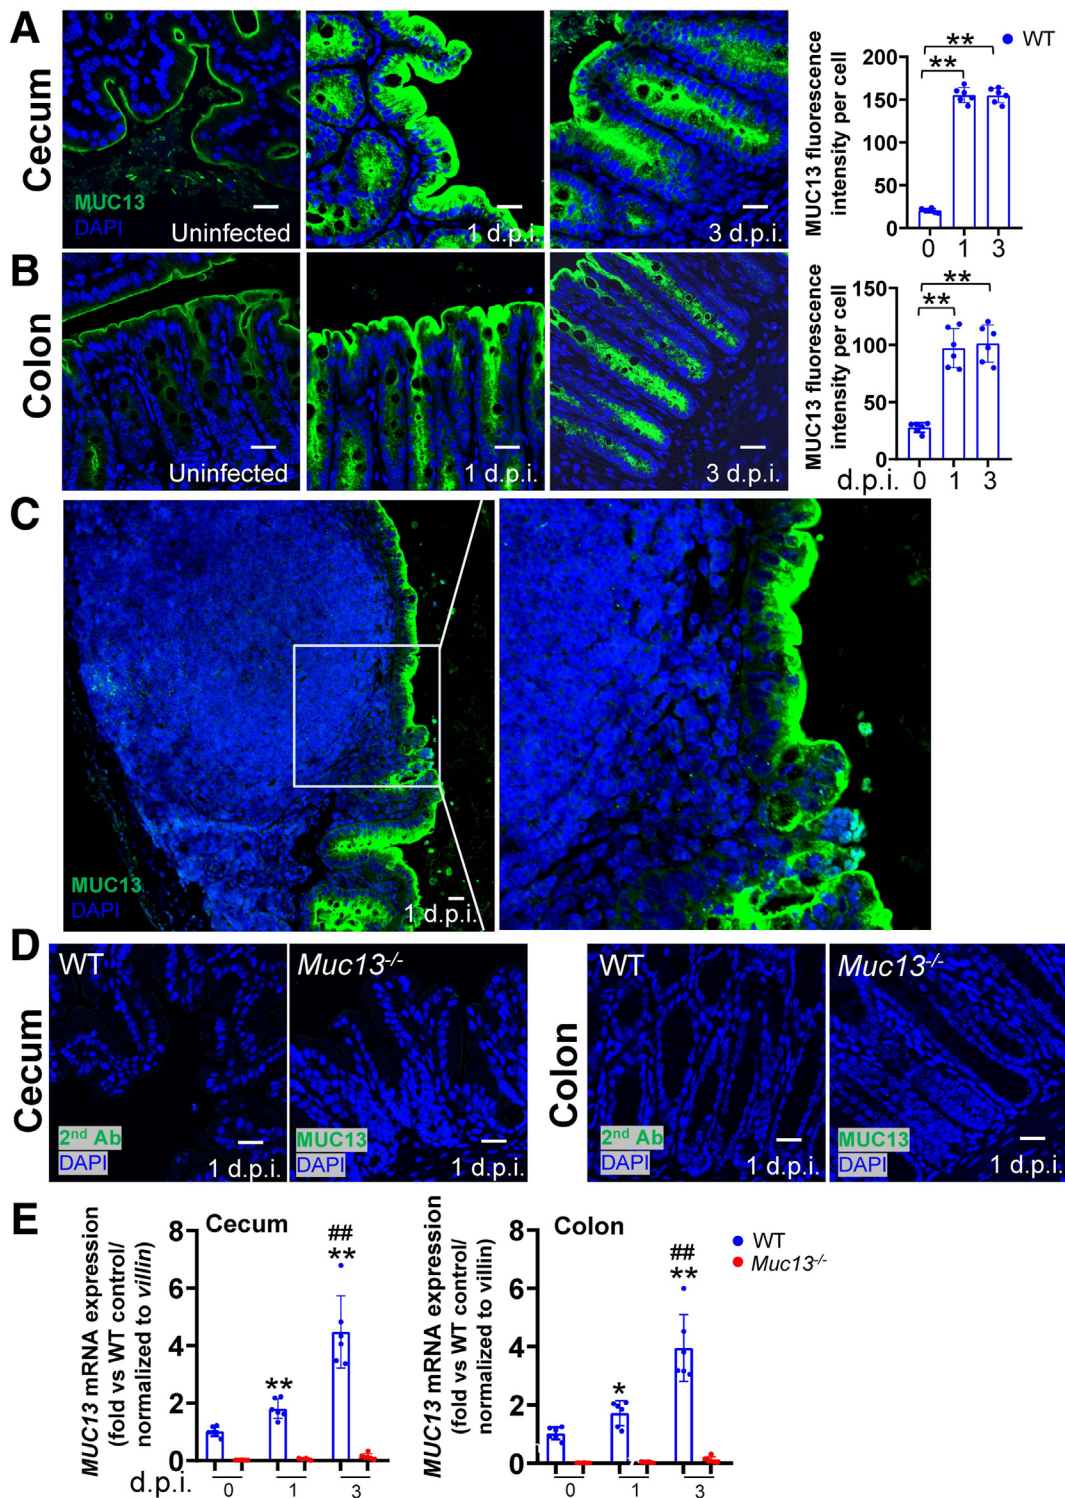 A
Cecum
MUC13
DAPI
Uninfected
1 d.p.i.
3 d.p.i.
MUC13 fluorescence
intensity per cell
200
150
100
50
0
**
**
WT
0 1 3
B
Colon
Uninfected
1 d.p.i.
3 d.p.i.
MUC13 fluorescence
intensity per cell
150
100
50
0
**
**
d.p.i. 0 1 3
C
MUC13
DAPI
1 d.p.i.
D
Cecum
WT
2nd Ab
DAPI
1 d.p.i.
Muc13-/-
MUC13
DAPI
1 d.p.i.
Colon
WT
2nd Ab
DAPI
1 d.p.i.
Muc13-/-
MUC13
DAPI
1 d.p.i.
E
MUC13 mRNA expression
(fold vs WT control/
normalized to villin)
Cecum
8
6
4
2
0
**
##
**
d.p.i. 0 1 3
MUC13 mRNA expression
(fold vs WT control/
normalized to villin)
Colon
8
6
4
2
0
*
##
**
0 1 3
WT
Muc13-/-